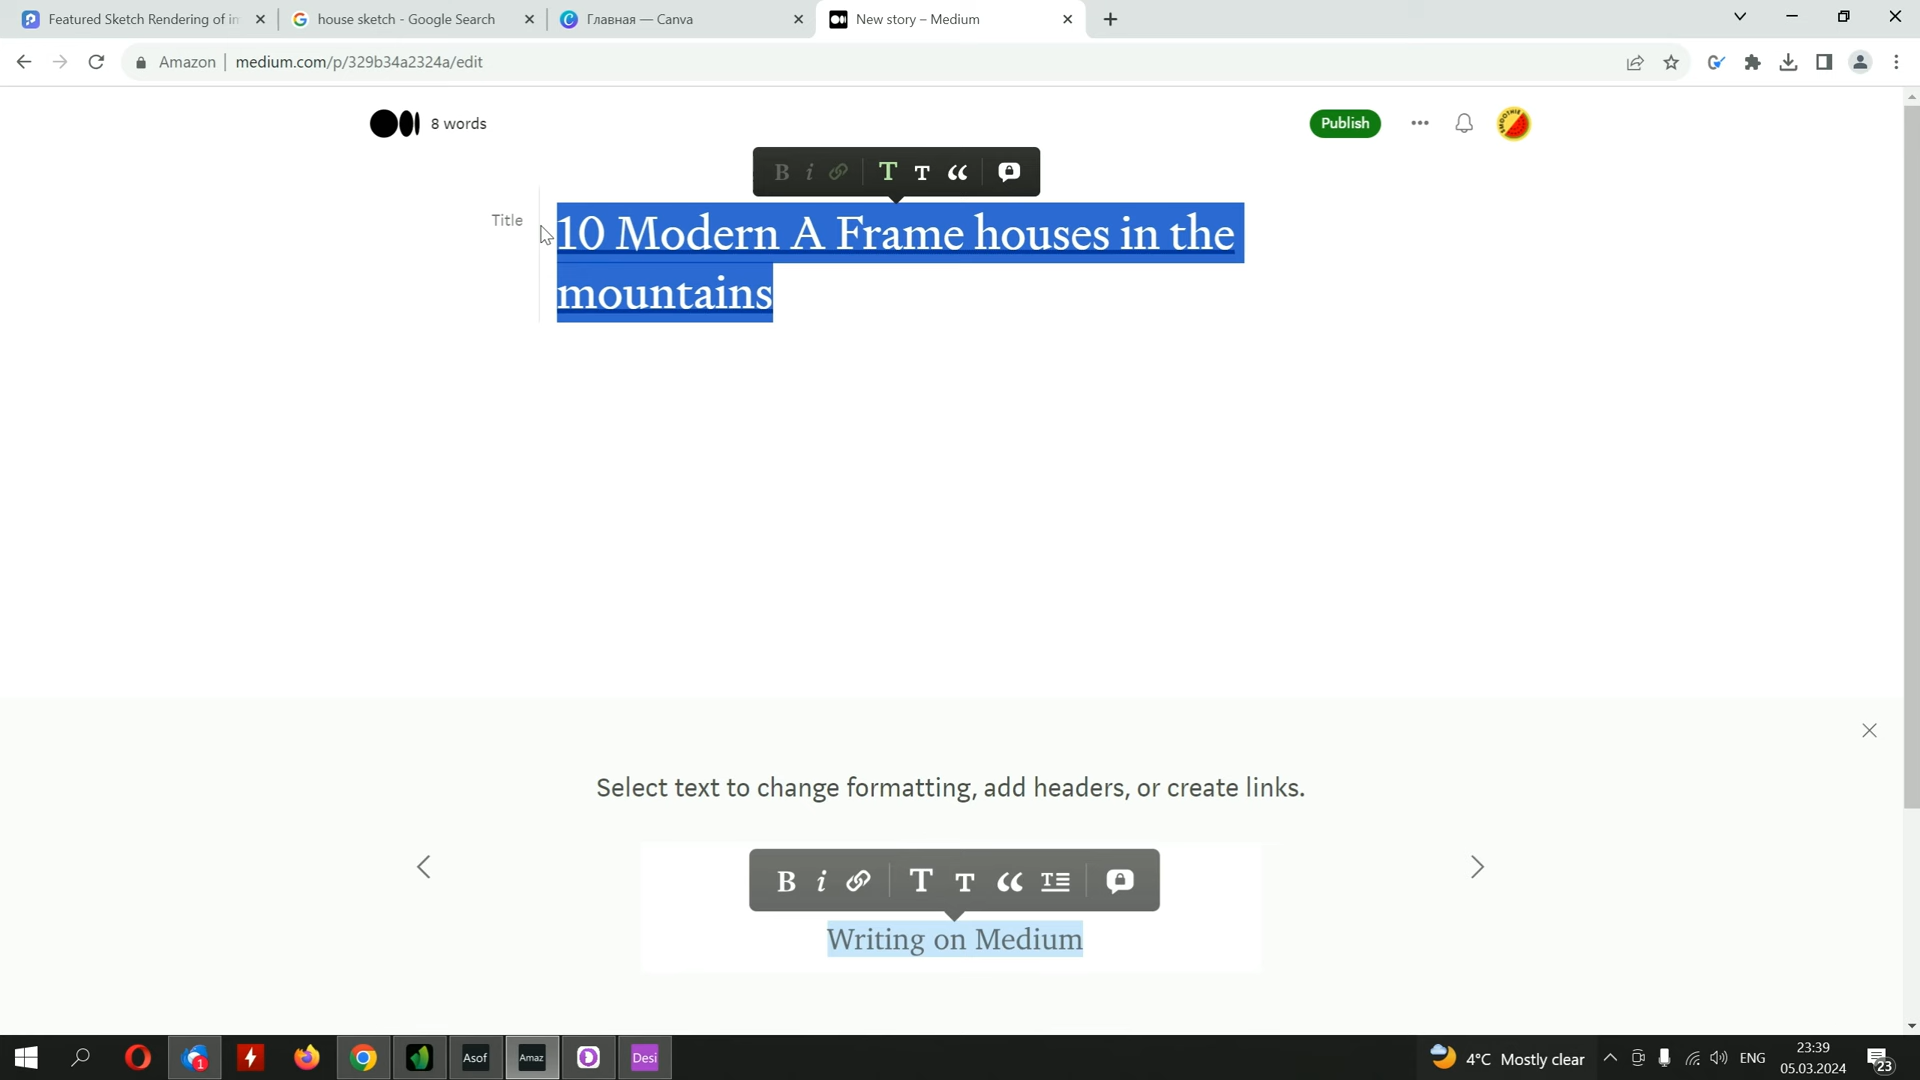 Featured Sketch Rendering of in
house sketch - Google Search
Главная — Canva
New story – Medium
Amazon
medium.com/p/329b34a2324a/edit
8 words
Publish
B i T T
Title
10 Modern A Frame houses in the
mountains
Select text to change formatting, add headers, or create links.
B i T T T
Writing on Medium
1
Asof
Amaz
Desi
4°C Mostly clear
ENG
23:39
05.03.2024
23